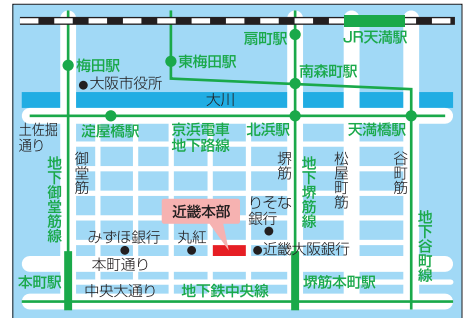 扇町駅
JR天満駅
梅田駅
東梅田駅
大阪市役所
南森町駅
大川
土佐堀
通り
淀屋橋駅
京浜電車
地下路線
北浜駅
天満橋駅
地下御堂筋線
御堂筋
堺筋
地下堺筋線
松屋町筋
谷町筋
地下谷町線
近畿本部
りそな
銀行
みずほ銀行
丸紅
近畿大阪銀行
本町通り
本町駅
中央大通り
地下鉄中央線
堺筋本町駅